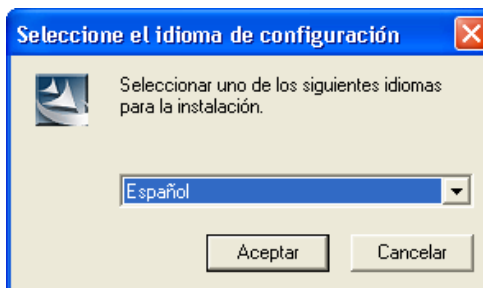 Seleccione el idioma de configuración
Seleccionar uno de los siguientes idiomas
para la instalación.
Español
Aceptar
Cancelar